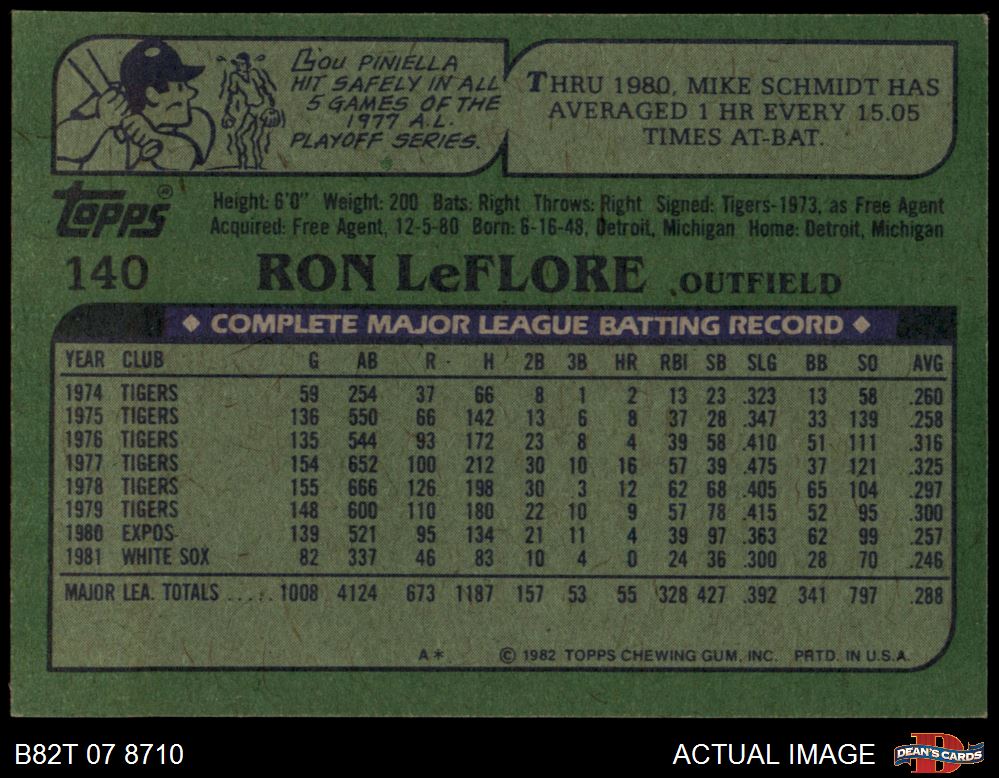 Lou PINIELLA
HIT SAFELY IN ALL
5 GAMES OF THE
1977 A.L.
PLAYOFF SERIES.
THRU 1980, MIKE SCHMIDT HAS
AVERAGED 1 HR EVERY 15.05
TIMES AT-BAT.
topps®
Height: 6'0" Weight: 200 Bats: Right Throws: Right Signed: Tigers-1973, as Free Agent
Acquired: Free Agent, 12-5-80 Born: 6-16-48, Detroit, Michigan Home: Detroit, Michigan
140 RON LeFLORE OUTFIELD
◆ COMPLETE MAJOR LEAGUE BATTING RECORD ◆
YEAR CLUB G AB R H 2B 3B HR RBI SB SLG BB SO AVG
1974 TIGERS 59 254 37 66 8 1 2 13 23 .323 13 58 .260
1975 TIGERS 136 550 66 142 13 6 8 37 28 .347 33 139 .258
1976 TIGERS 135 544 93 172 23 8 4 39 58 .410 51 111 .316
1977 TIGERS 154 652 100 212 30 10 16 57 39 .475 37 121 .325
1978 TIGERS 155 666 126 198 30 3 12 62 68 .405 65 104 .297
1979 TIGERS 148 600 110 180 22 10 9 57 78 .415 52 95 .300
1980 EXPOS 139 521 95 134 21 11 4 39 97 .363 62 99 .257
1981 WHITE SOX 82 337 46 83 10 4 0 24 36 .300 28 70 .246
MAJOR LEA. TOTALS ..... 1008 4124 673 1187 157 53 55 328 427 .392 341 797 .288
A* © 1982 TOPPS CHEWING GUM, INC. PRTD. IN U.S.A.
B82T 07 8710 ACTUAL IMAGE D DEAN'S CARDS